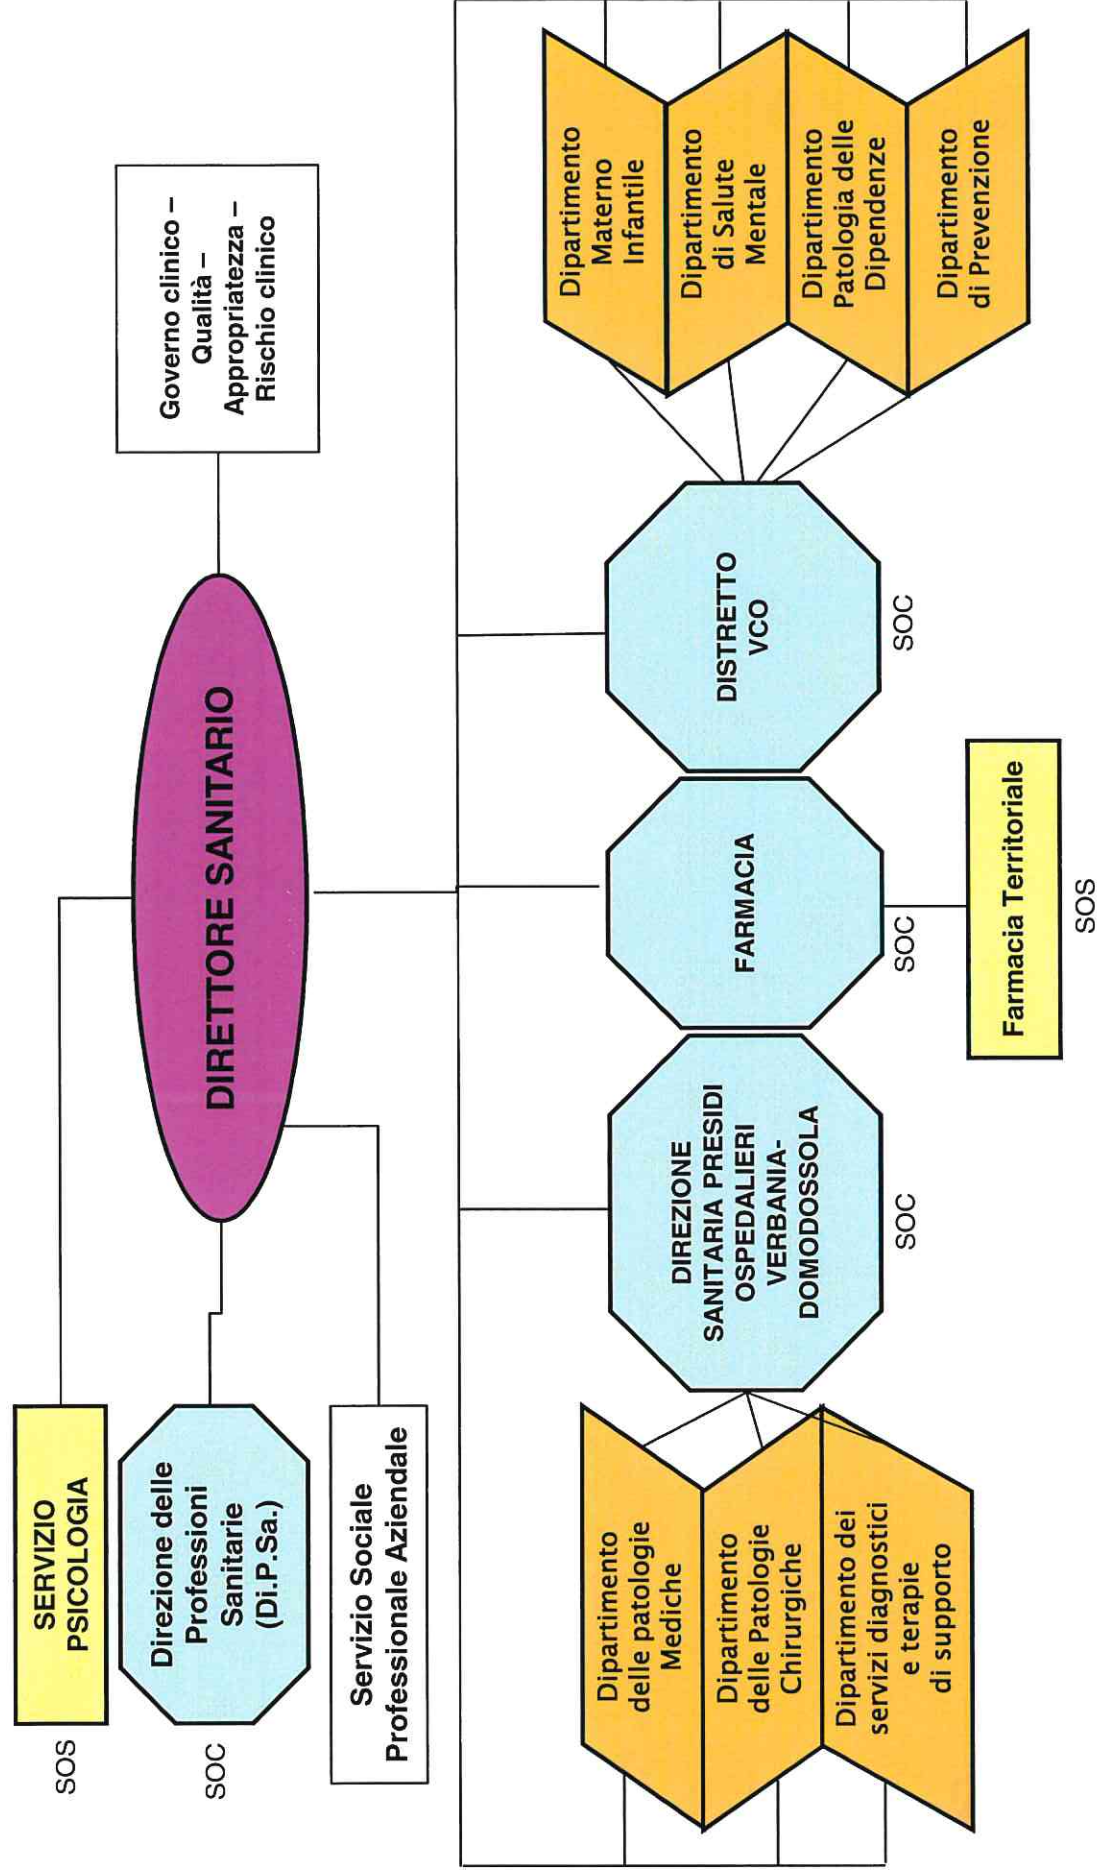 SERVIZIO
PSICOLOGIA
SOS
Direzione delle
Professioni
Sanitarie
(Di.P.Sa.)
SOC
Servizio Sociale
Professionale Aziendale
DIRETTORE SANITARIO
Governo clinico –
Qualità –
Appropriatezza –
Rischio clinico
Dipartimento
delle patologie
Mediche
Dipartimento
delle Patologie
Chirurgiche
Dipartimento dei
servizi diagnostici
e terapie
di supporto
DIREZIONE
SANITARIA PRESIDI
OSPEDALIERI
VERBANIA-
DOMODOSSOLA
SOC
FARMACIA
SOC
Farmacia Territoriale
SOS
DISTRETTO
VCO
SOC
Dipartimento
Materno
Infantile
Dipartimento
di Salute
Mentale
Dipartimento
Patologia delle
Dipendenze
Dipartimento
di Prevenzione